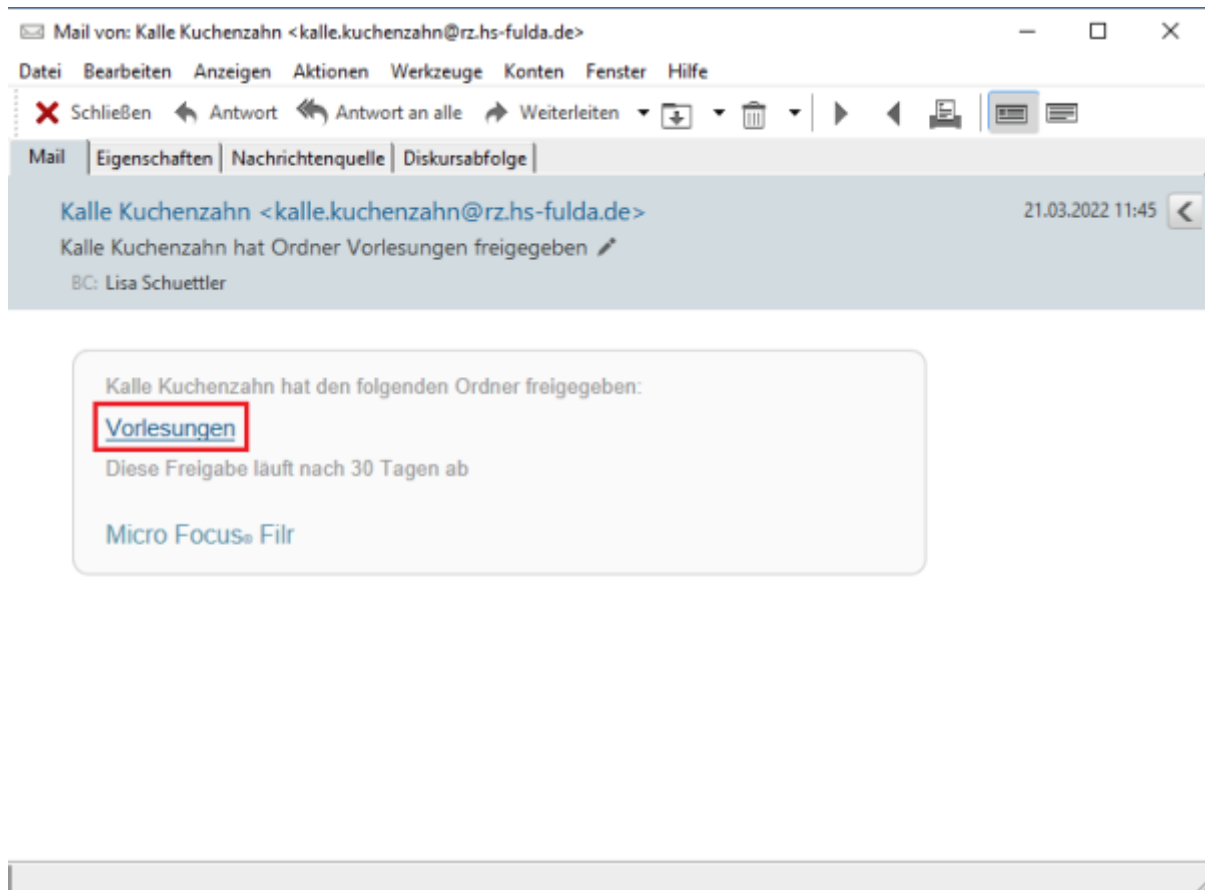 Mail von: Kalle Kuchenzahn <kalle.kuchenzahn@rz.hs-fulda.de>
Datei Bearbeiten Anzeigen Aktionen Werkzeuge Konten Fenster Hilfe
Schließen Antwort Antwort an alle Weiterleiten
Mail Eigenschaften Nachrichtenquelle Diskursabfolge
Kalle Kuchenzahn <kalle.kuchenzahn@rz.hs-fulda.de> 21.03.2022 11:45
Kalle Kuchenzahn hat Ordner Vorlesungen freigegeben
BC: Lisa Schuettler
Kalle Kuchenzahn hat den folgenden Ordner freigegeben:
Vorlesungen
Diese Freigabe läuft nach 30 Tagen ab
Micro Focus® Filr